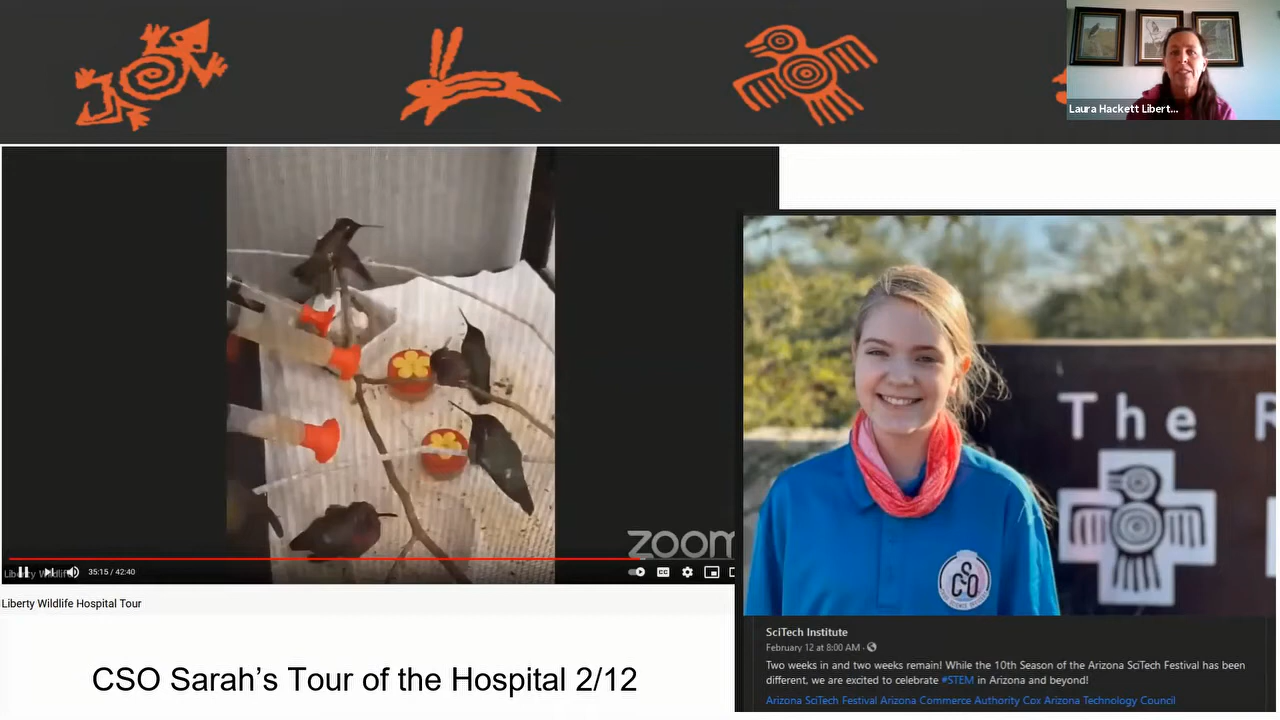 Laura Hackett Libert...
The R
CSO
zoom
35:15 / 42:40
CC
Liberty Wildlife Hospital Tour
SciTech Institute
February 12 at 8:00 AM ·
Two weeks in and two weeks remain! While the 10th Season of the Arizona SciTech Festival has been
different, we are excited to celebrate #STEM in Arizona and beyond!
Arizona SciTech Festival Arizona Commerce Authority Cox Arizona Technology Council
CSO Sarah's Tour of the Hospital 2/12